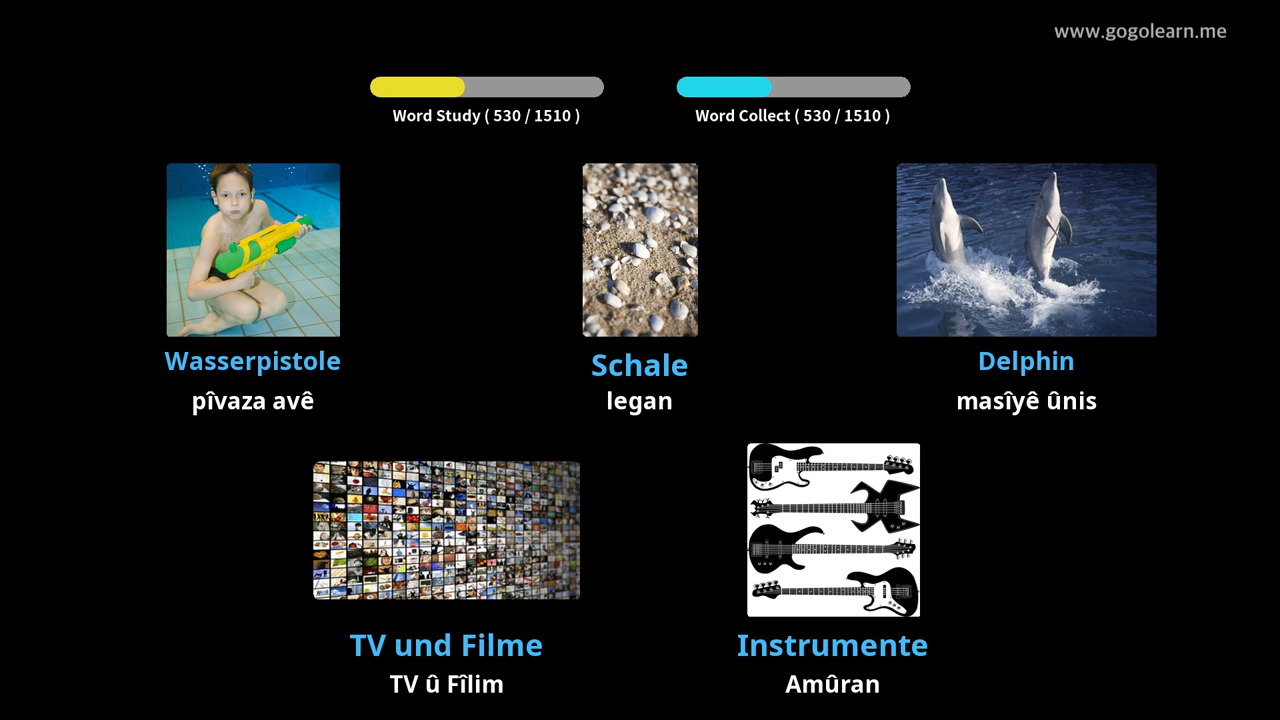 www.gogolearn.me
Word Study ( 530 / 1510 )
Word Collect ( 530 / 1510 )
Wasserpistole
pîvaza avê
Schale
legan
Delphin
masîyê ûnis
TV und Filme
TV û Fîlim
Instrumente
Amûran